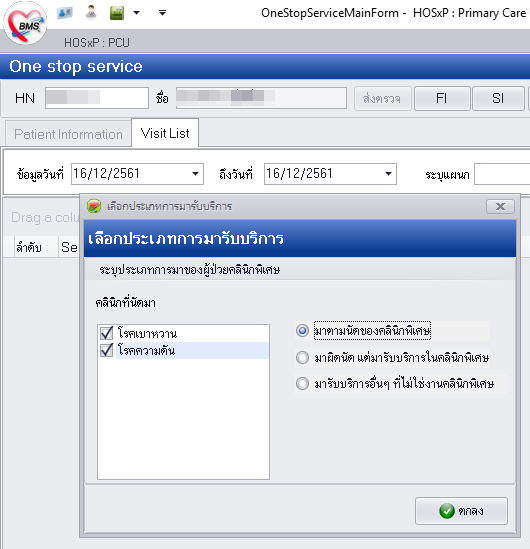 BMS
OneStopServiceMainForm - HOSxP : Primary Care
HOSxP : PCU
One stop service
HN
ชื่อ
ส่งตรวจ
FI
SI
Patient Information
Visit List
ข้อมูลวันที่ 16/12/2561 ถึงวันที่ 16/12/2561 ระบุแผนก
Drag a colu
ลำดับ Se
เลือกประเภทการมารับบริการ
เลือกประเภทการมารับบริการ
ระบุประเภทการมาของผู้ป่วยคลินิกพิเศษ
คลินิกที่นัดมา
โรคเบาหวาน
โรคความดัน
มาตามนัดของคลินิกพิเศษ
มาผิดนัด แต่มารับบริการในคลินิกพิเศษ
มารับบริการอื่นๆ ที่ไม่ใช่งานคลินิกพิเศษ
ตกลง